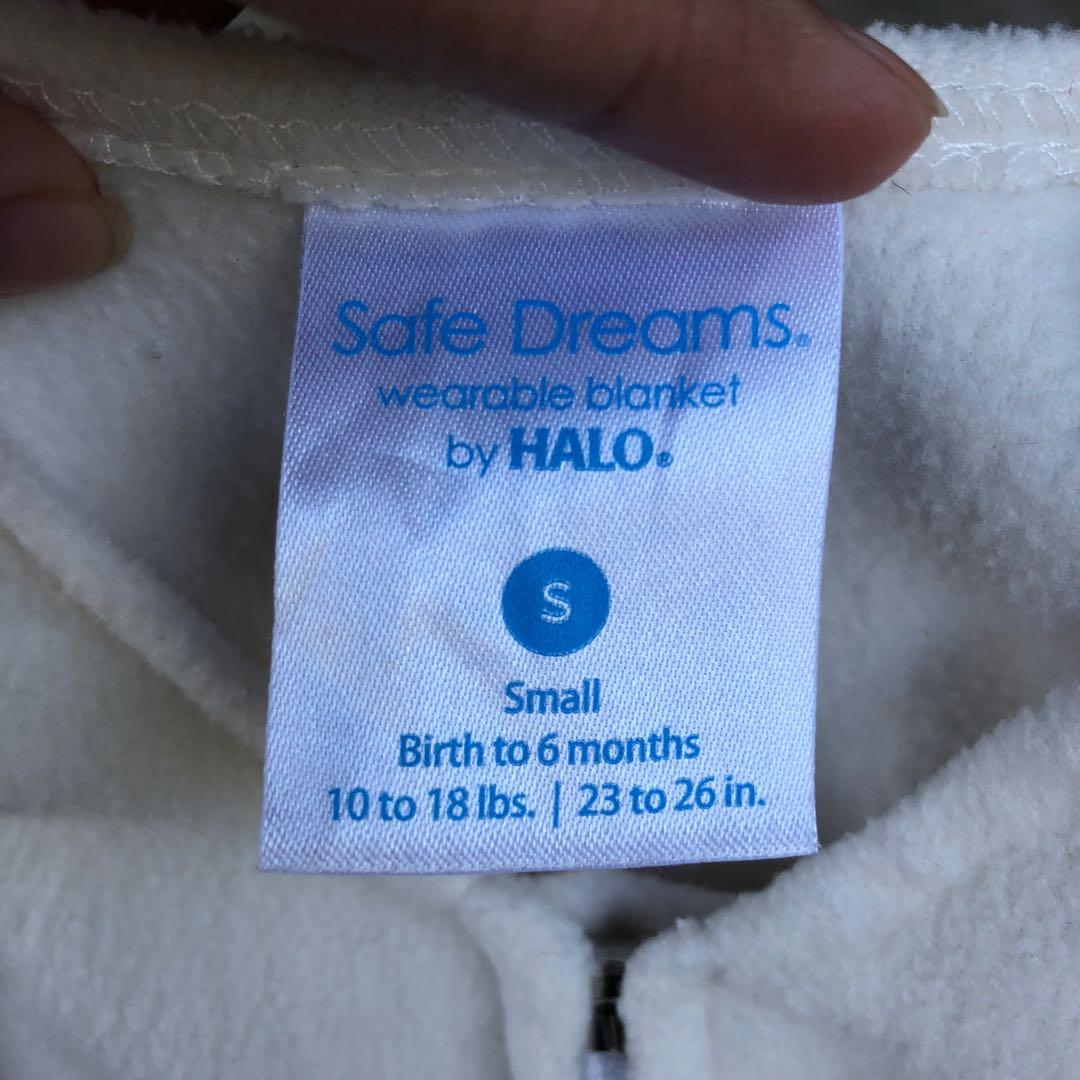 Safe Dreams®
wearable blanket
by HALO®
S
Small
Birth to 6 months
10 to 18 lbs. | 23 to 26 in.